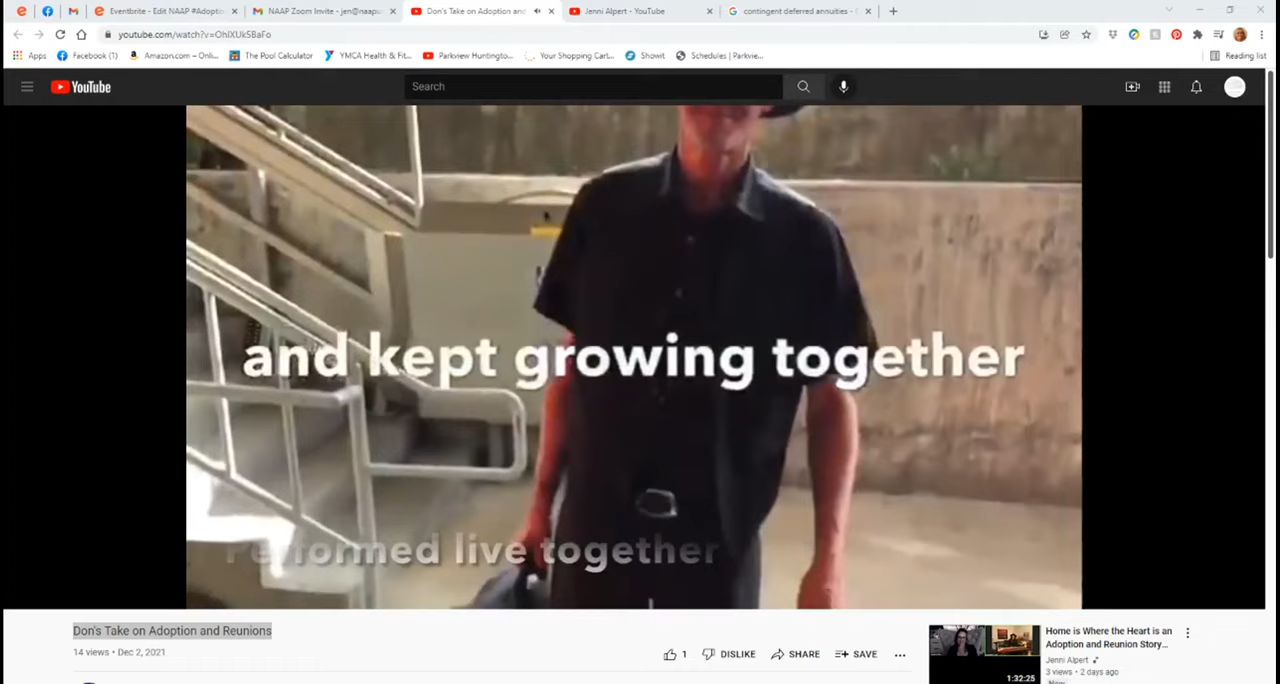 Eventbrite - Edit NAAP #Adoptio
NAAP Zoom Invite - jen@naapu
Don's Take on Adoption and
Jenni Alpert - YouTube
contingent deferred annuities -
youtube.com/watch?v=OhlXUk5BaFo
Apps
Facebook (1)
Amazon.com – Onli...
The Pool Calculator
YMCA Health & Fit...
Parkview Huntingto...
Your Shopping Cart...
Showit
Schedules | Parkvie...
Reading list
YouTube
Search
and kept growing together
Performed live together
Don's Take on Adoption and Reunions
14 views • Dec 2, 2021
1
DISLIKE
SHARE
SAVE
Home is Where the Heart is an
Adoption and Reunion Story...
Jenni Alpert
3 views • 2 days ago
New
1:32:25